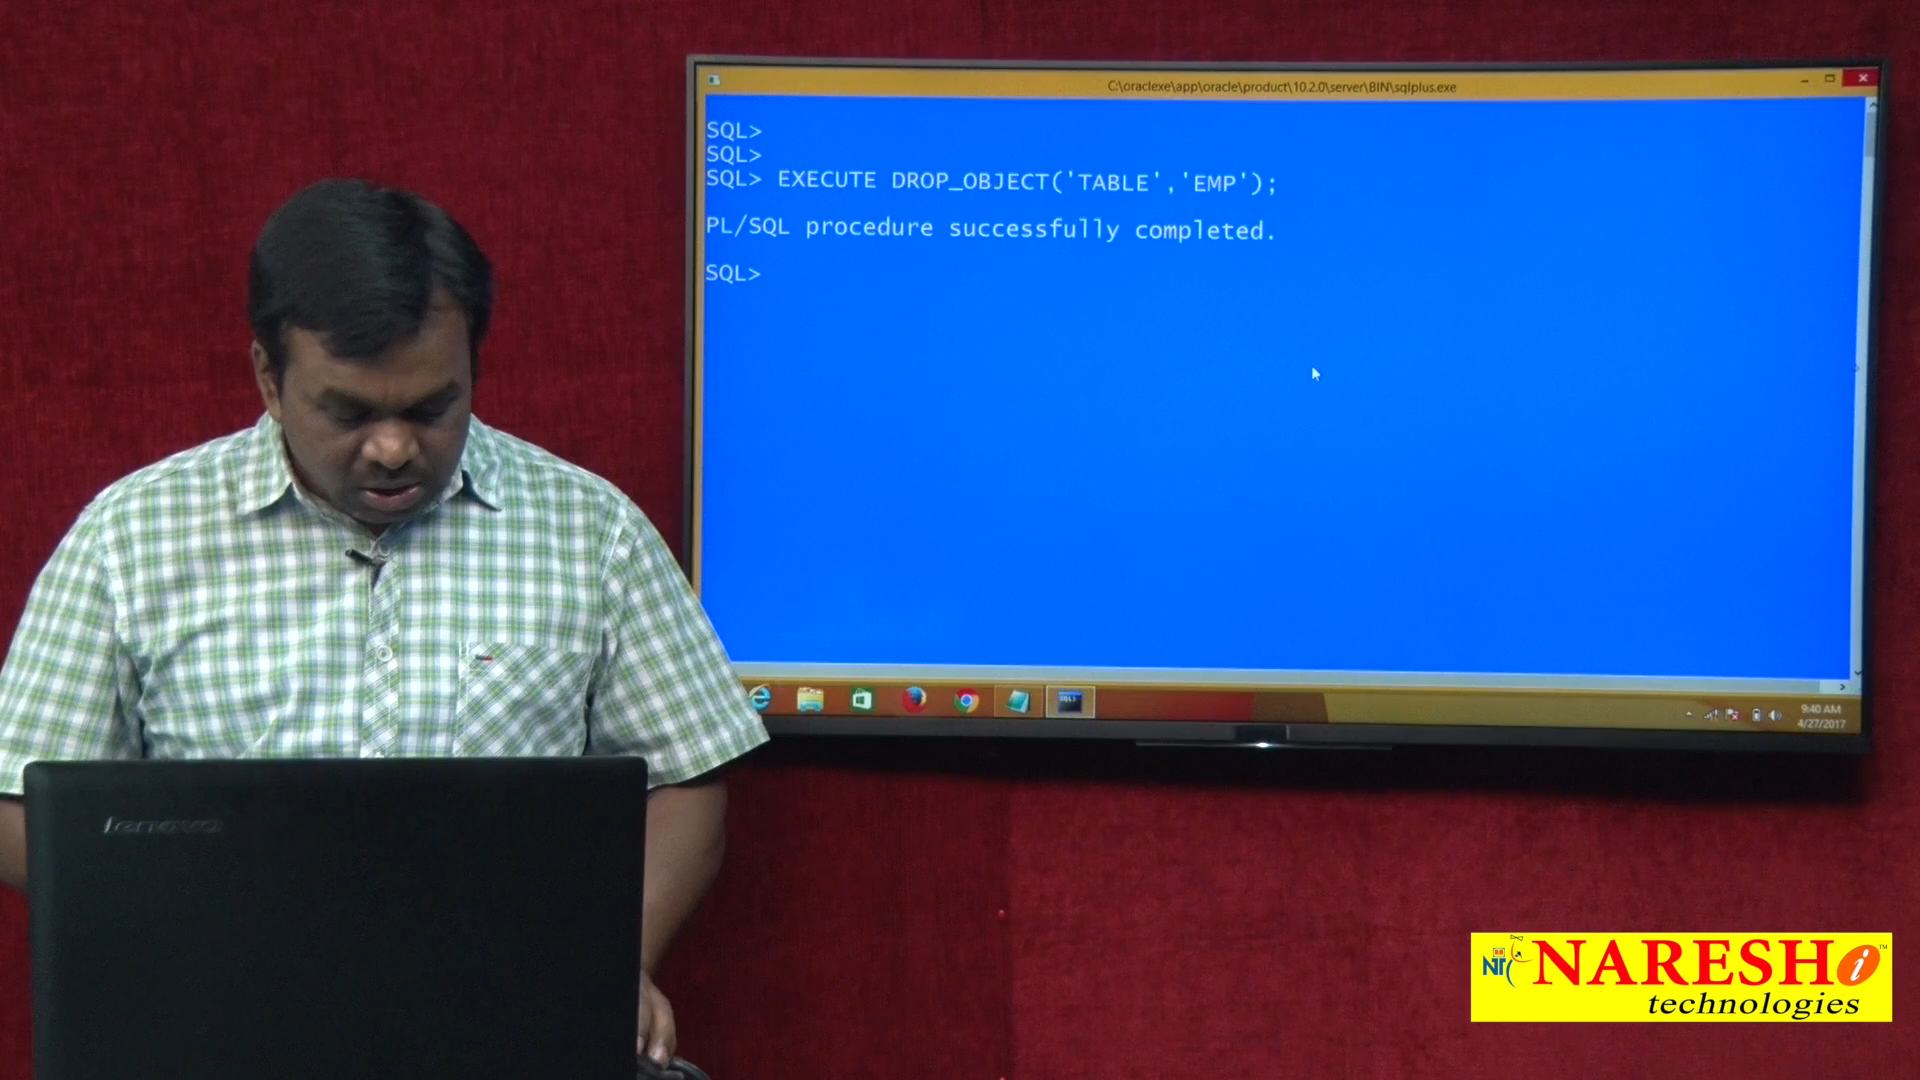 C:\oraclexe\app\oracle\product\10.2.0\server\BIN\sqlplus.exe
SQL>
SQL>
SQL> EXECUTE DROP_OBJECT('TABLE','EMP');
PL/SQL procedure successfully completed.
SQL>
9:40 AM
4/27/2017
lenovo
NARESH i ™
technologies